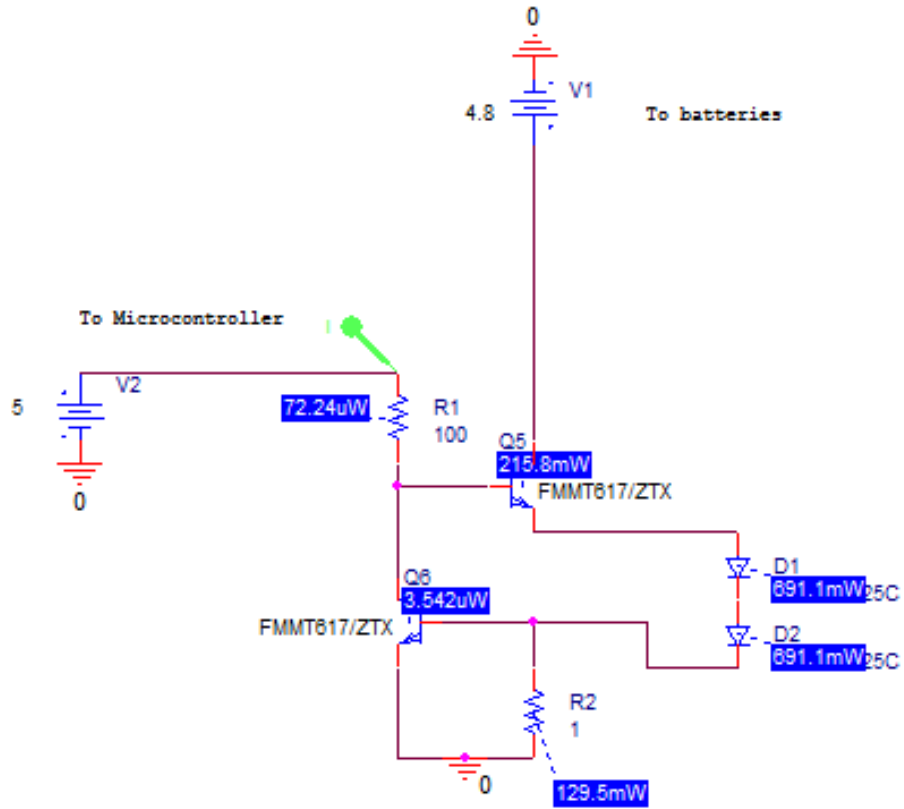 0
V1
4.8
To batteries
To Microcontroller
V2
5
72.24uW
R1
100
0
Q5
215.8mW
FMMT617/ZTX
D1
691.1mW
25C
Q6
3.542uW
FMMT617/ZTX
D2
691.1mW
25C
R2
1
0
129.5mW